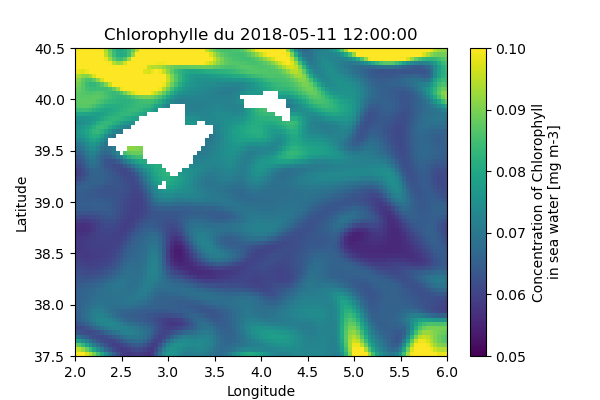 Chlorophylle du 2018-05-11 12:00:00
40.5
40.0
39.5
39.0
38.5
38.0
37.5
Latitude
2.0 2.5 3.0 3.5 4.0 4.5 5.0 5.5 6.0
Longitude
0.10
0.09
0.08
0.07
0.06
0.05
Concentration of Chlorophyll
in sea water [mg m-3]